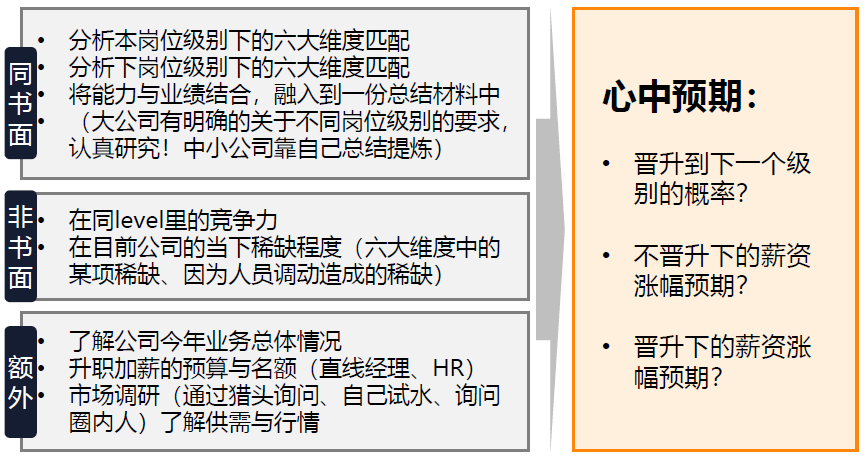 同书面
• 分析本岗位级别下的六大维度匹配
• 分析下岗位级别下的六大维度匹配
• 将能力与业绩结合，融入到一份总结材料中
• （大公司有明确的关于不同岗位级别的要求，
认真研究！中小公司靠自己总结提炼）
非书面
• 在同level里的竞争力
• 在目前公司的当下稀缺程度（六大维度中的
某项稀缺、因为人员调动造成的稀缺）
额外
• 了解公司今年业务总体情况
• 升职加薪的预算与名额（直线经理、HR）
• 市场调研（通过猎头询问、自己试水、询问
圈内人）了解供需与行情
心中预期：
• 晋升到下一个级
别的概率？
• 不晋升下的薪资
涨幅预期？
• 晋升下的薪资涨
幅预期？